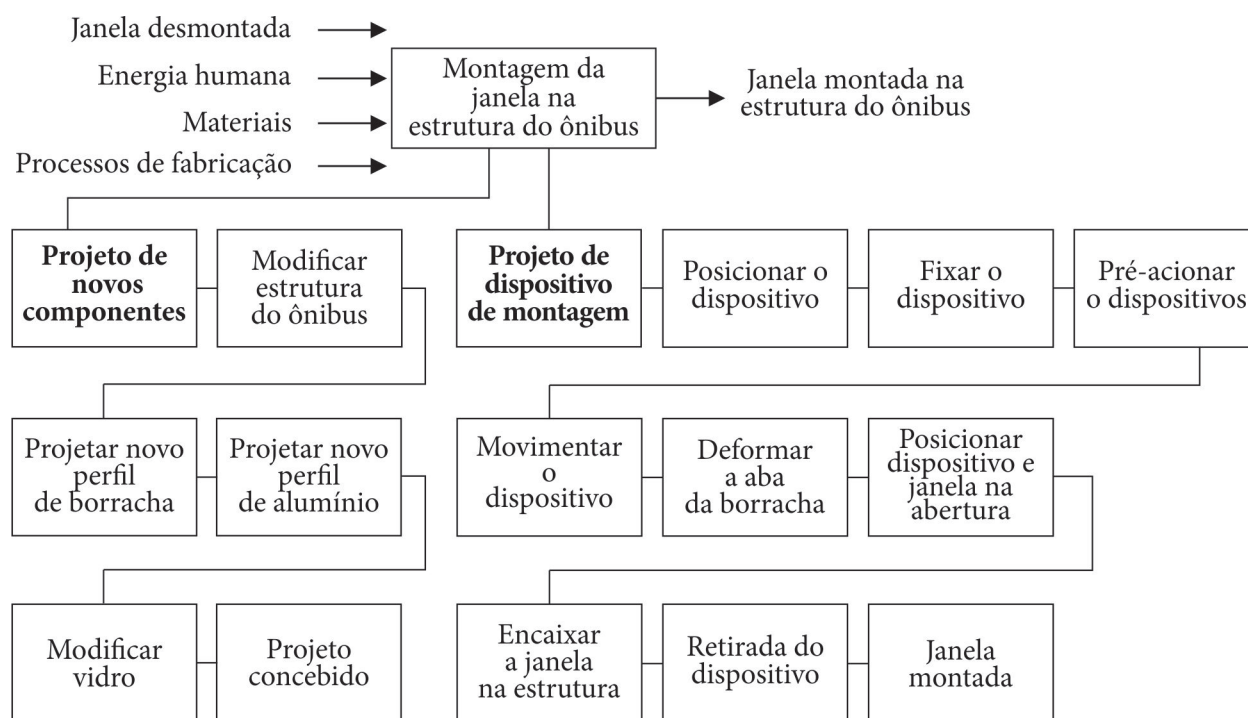 Janela desmontada
Energia humana
Materiais
Processos de fabricação
Montagem da
janela na
estrutura do ônibus
Janela montada na
estrutura do ônibus
Projeto de
novos
componentes
Modificar
estrutura
do ônibus
Projetar novo
perfil
de borracha
Projetar novo
perfil
de alumínio
Modificar
vidro
Projeto
concebido
Projeto de
dispositivo
de montagem
Posicionar o
dispositivo
Fixar o
dispositivo
Pré-acionar
o dispositivos
Movimentar
o
dispositivo
Deformar
a aba
da borracha
Posicionar
dispositivo e
janela na
abertura
Encaixar
a janela
na estrutura
Retirada do
dispositivo
Janela
montada